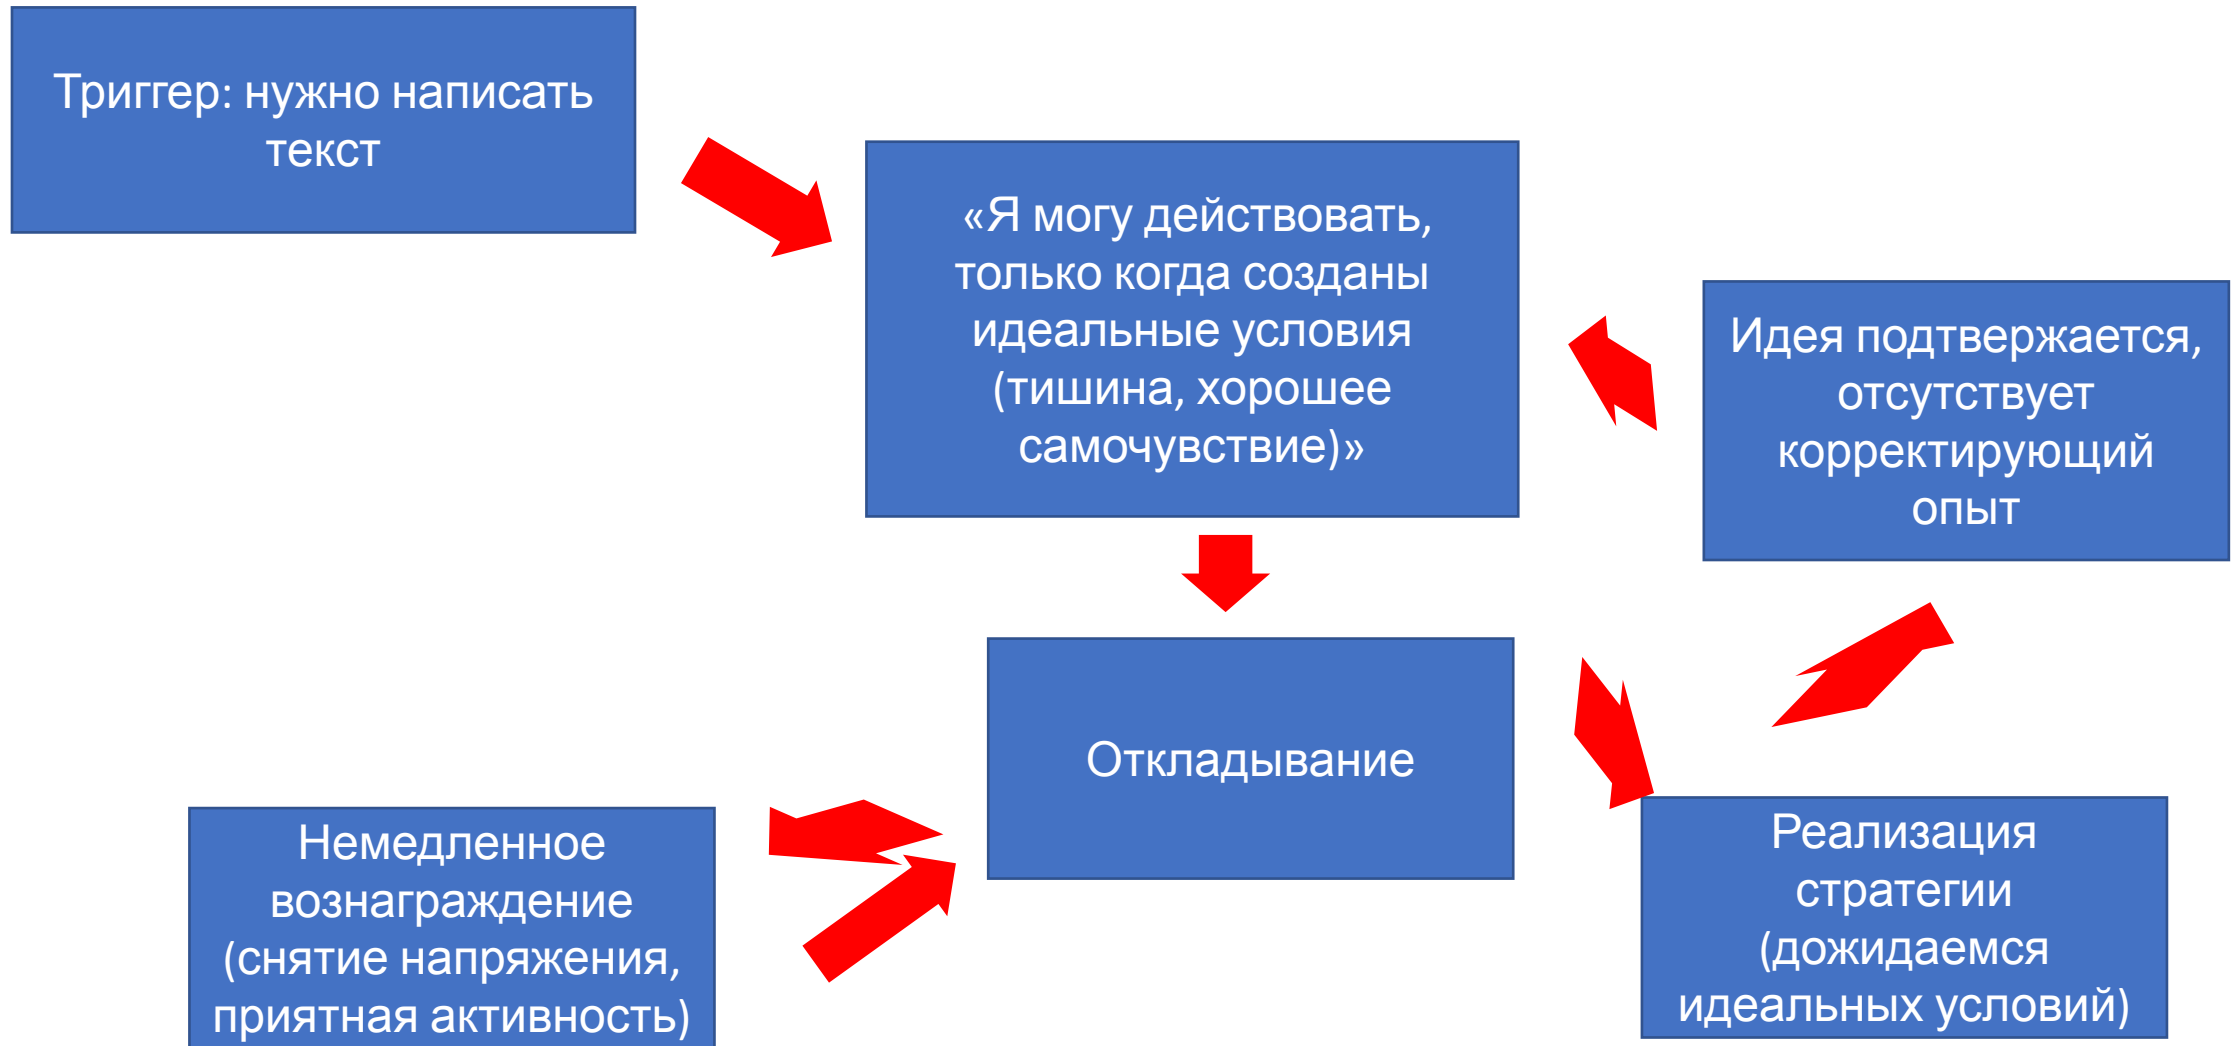 Триггер: нужно написать
текст
«Я могу действовать,
только когда созданы
идеальные условия
(тишина, хорошее
самочувствие)»
Идея подтвержается,
отсутствует
корректирующий
опыт
Откладывание
Немедленное
вознаграждение
(снятие напряжения,
приятная активность)
Реализация
стратегии
(дожидаемся
идеальных условий)